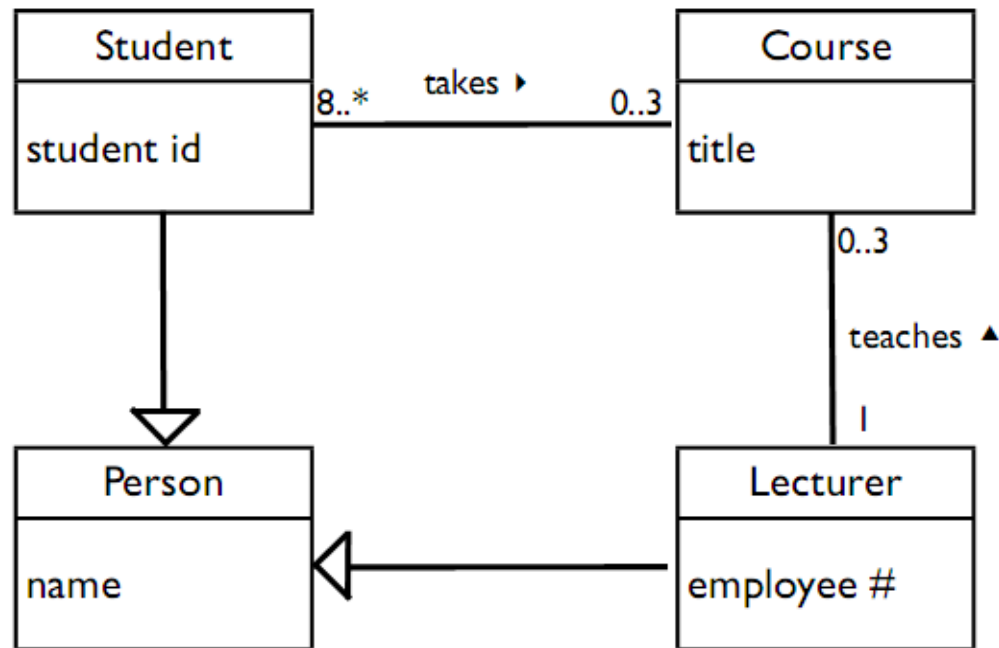 Student
Course
takes ▸
8..*
0..3
student id
title
0..3
teaches ▲
1
Person
Lecturer
name
employee #